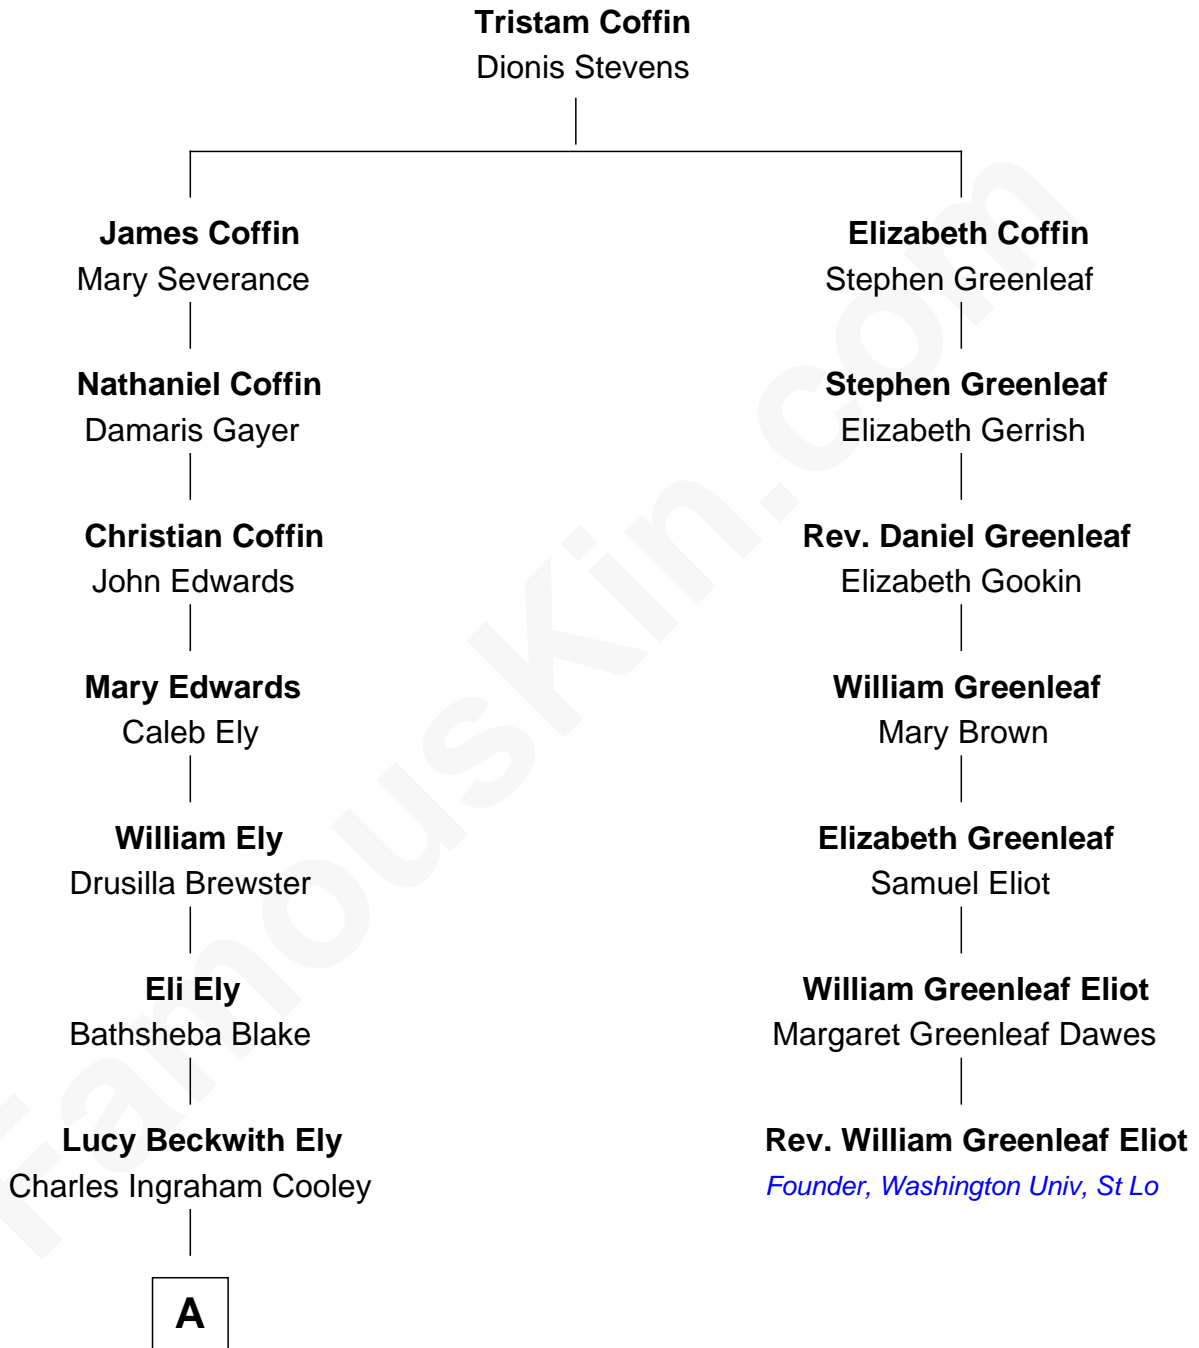 Tristam Coffin
Dionis Stevens
James Coffin
Mary Severance
Elizabeth Coffin
Stephen Greenleaf
Nathaniel Coffin
Damaris Gayer
Stephen Greenleaf
Elizabeth Gerrish
Christian Coffin
John Edwards
Rev. Daniel Greenleaf
Elizabeth Gookin
Mary Edwards
Caleb Ely
William Greenleaf
Mary Brown
William Ely
Drusilla Brewster
Elizabeth Greenleaf
Samuel Eliot
Eli Ely
Bathsheba Blake
William Greenleaf Eliot
Margaret Greenleaf Dawes
Lucy Beckwith Ely
Charles Ingraham Cooley
Rev. William Greenleaf Eliot
Founder, Washington Univ, St Lo
A
FamousKin.com